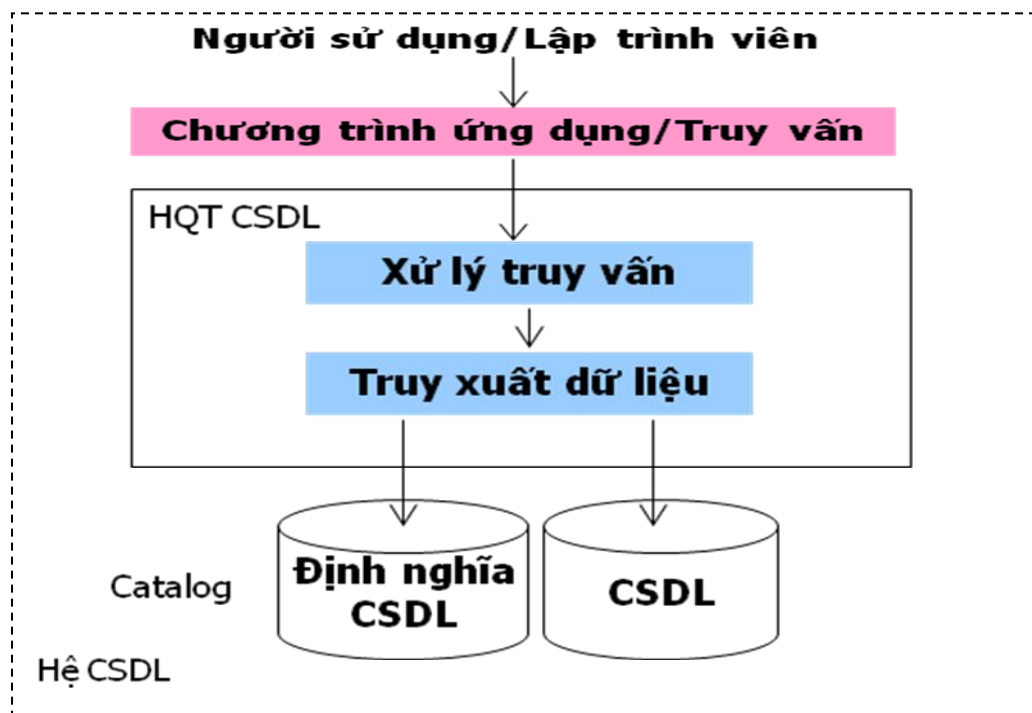 Người sử dụng/Lập trình viên
Chương trình ứng dụng/Truy vấn
HQT CSDL
Xử lý truy vấn
Truy xuất dữ liệu
Định nghĩa
CSDL
CSDL
Catalog
Hệ CSDL